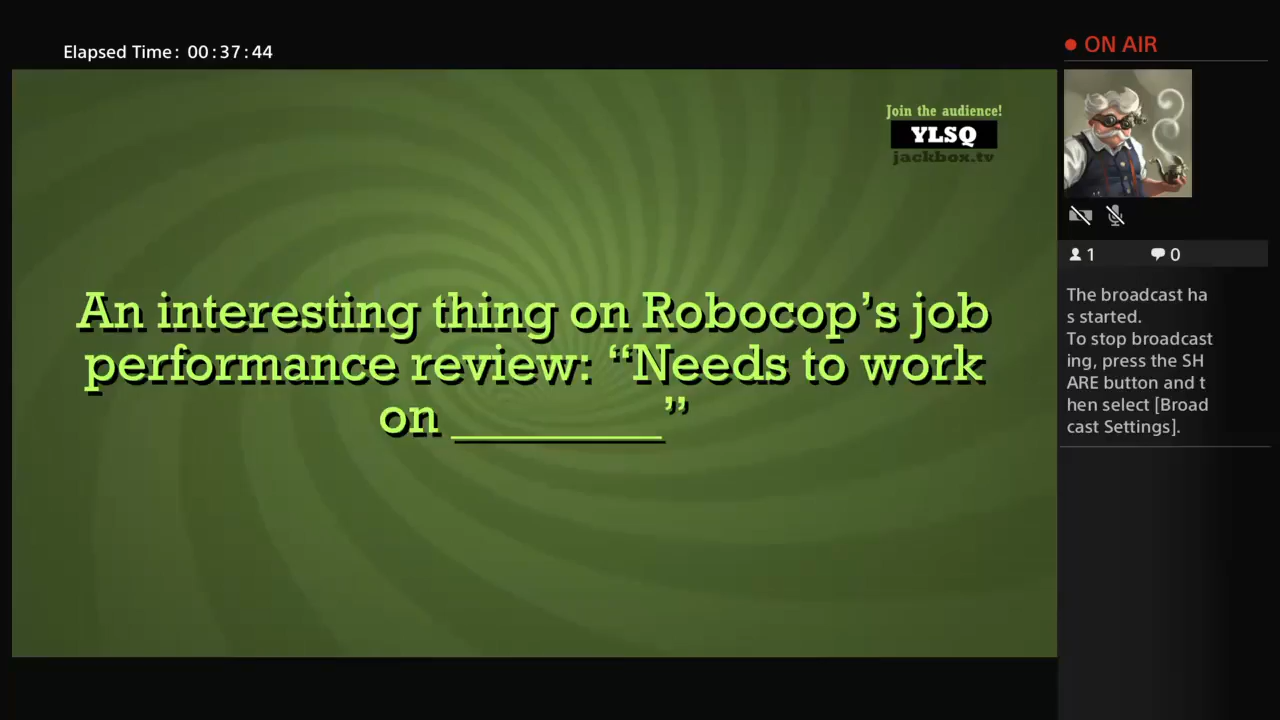 Elapsed Time: 00:37:44
ON AIR
Join the audience!
YLSQ
jackbox.tv
1
0
An interesting thing on Robocop’s job
performance review: “Needs to work
on ________”
The broadcast ha
s started.
To stop broadcast
ing, press the SH
ARE button and t
hen select [Broad
cast Settings].